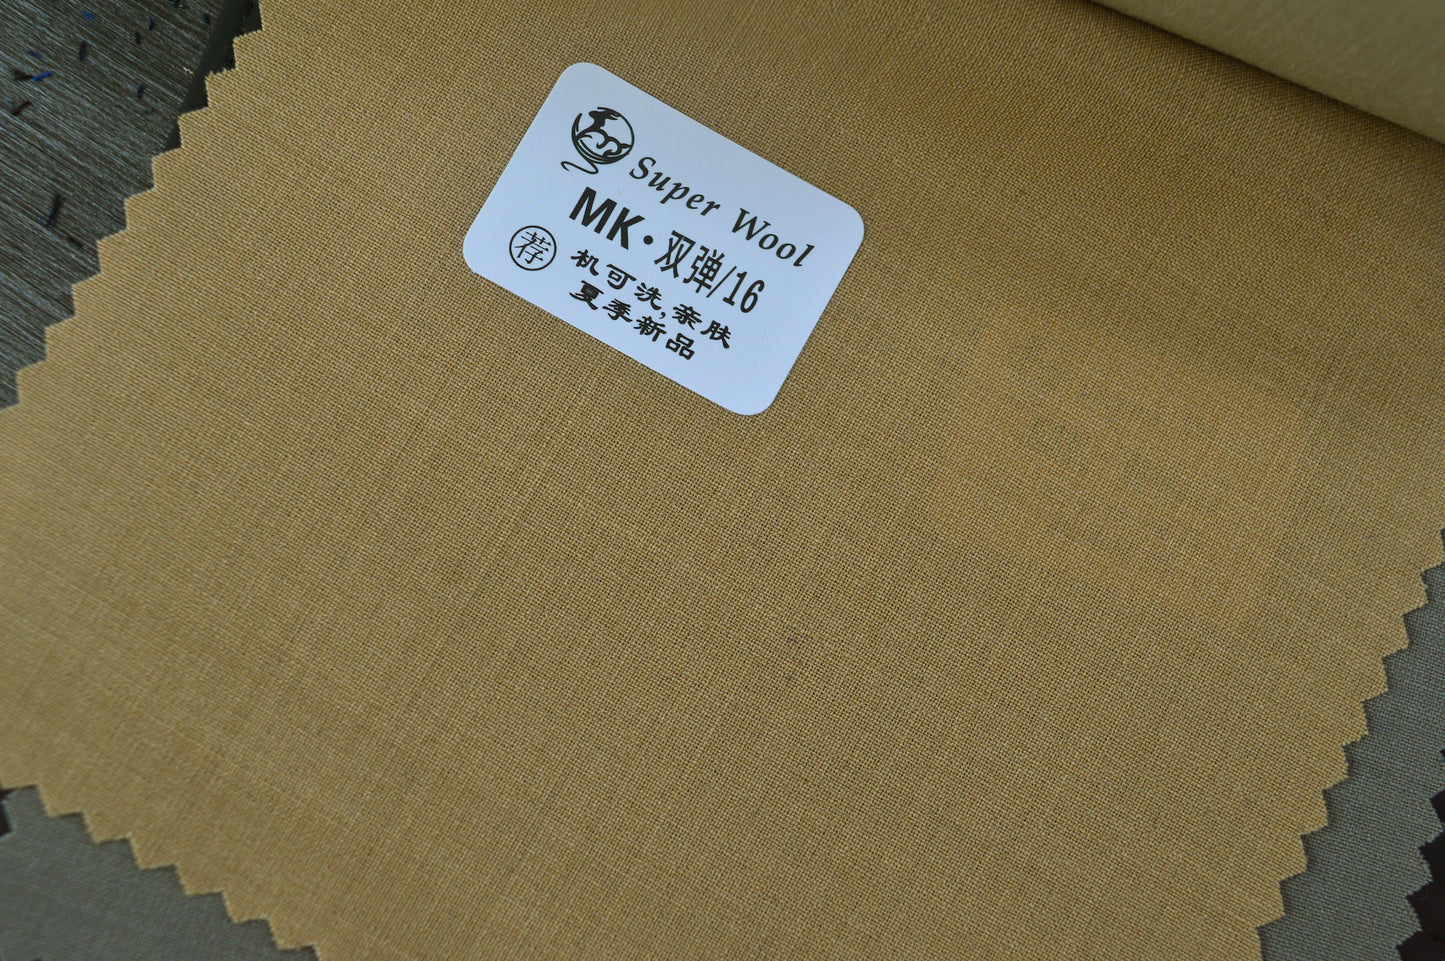 Super Wool
MK·双弹/16
荐
机可洗,亲肤
夏季新品